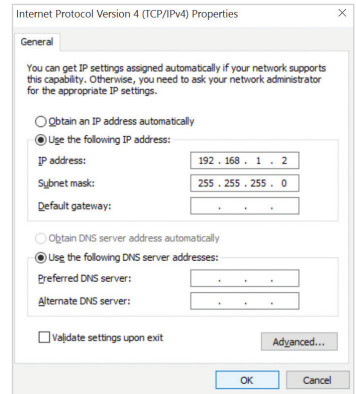 Internet Protocol Version 4 (TCP/IPv4) Properties
General
You can get IP settings assigned automatically if your network supports
this capability. Otherwise, you need to ask your network administrator
for the appropriate IP settings.
Obtain an IP address automatically
Use the following IP address:
IP address: 192 . 168 . 1 . 2
Subnet mask: 255 . 255 . 255 . 0
Default gateway: . . .
Obtain DNS server address automatically
Use the following DNS server addresses:
Preferred DNS server: . . .
Alternate DNS server: . . .
Validate settings upon exit
Advanced...
OK Cancel